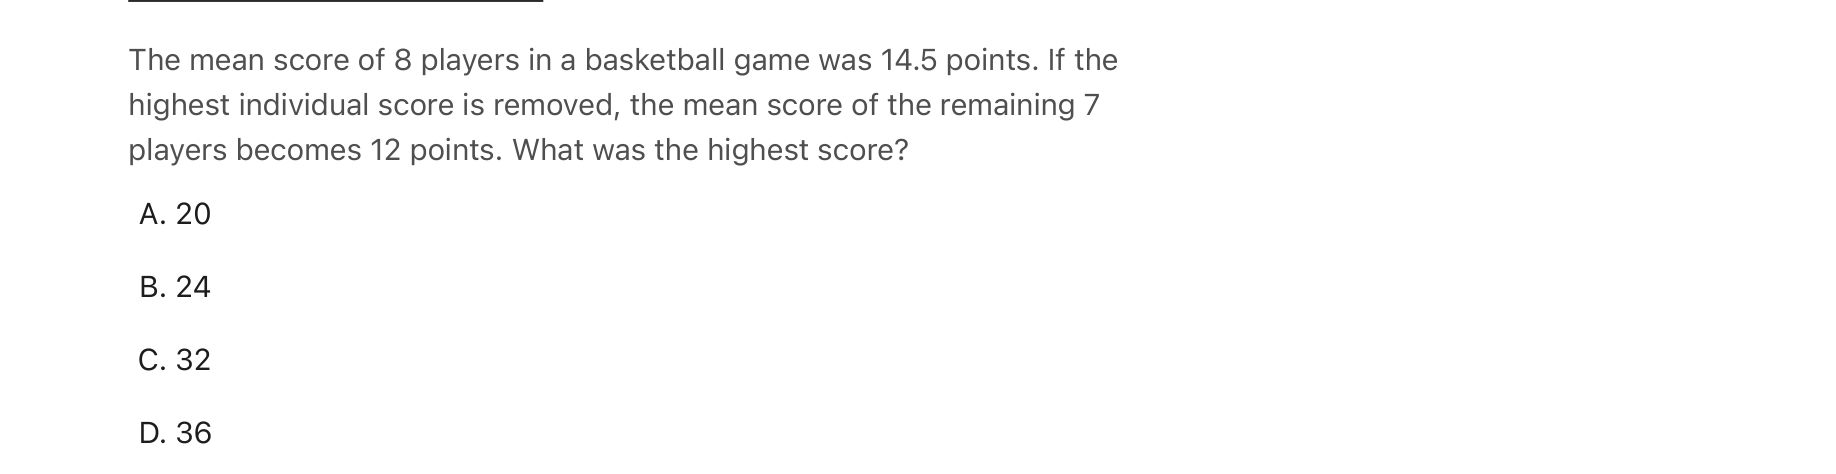 The mean score of 8 players in a basketball game was 14.5 points. If the
highest individual score is removed, the mean score of the remaining 7
players becomes 12 points. What was the highest score?
A. 20
B. 24
C. 32
D. 36